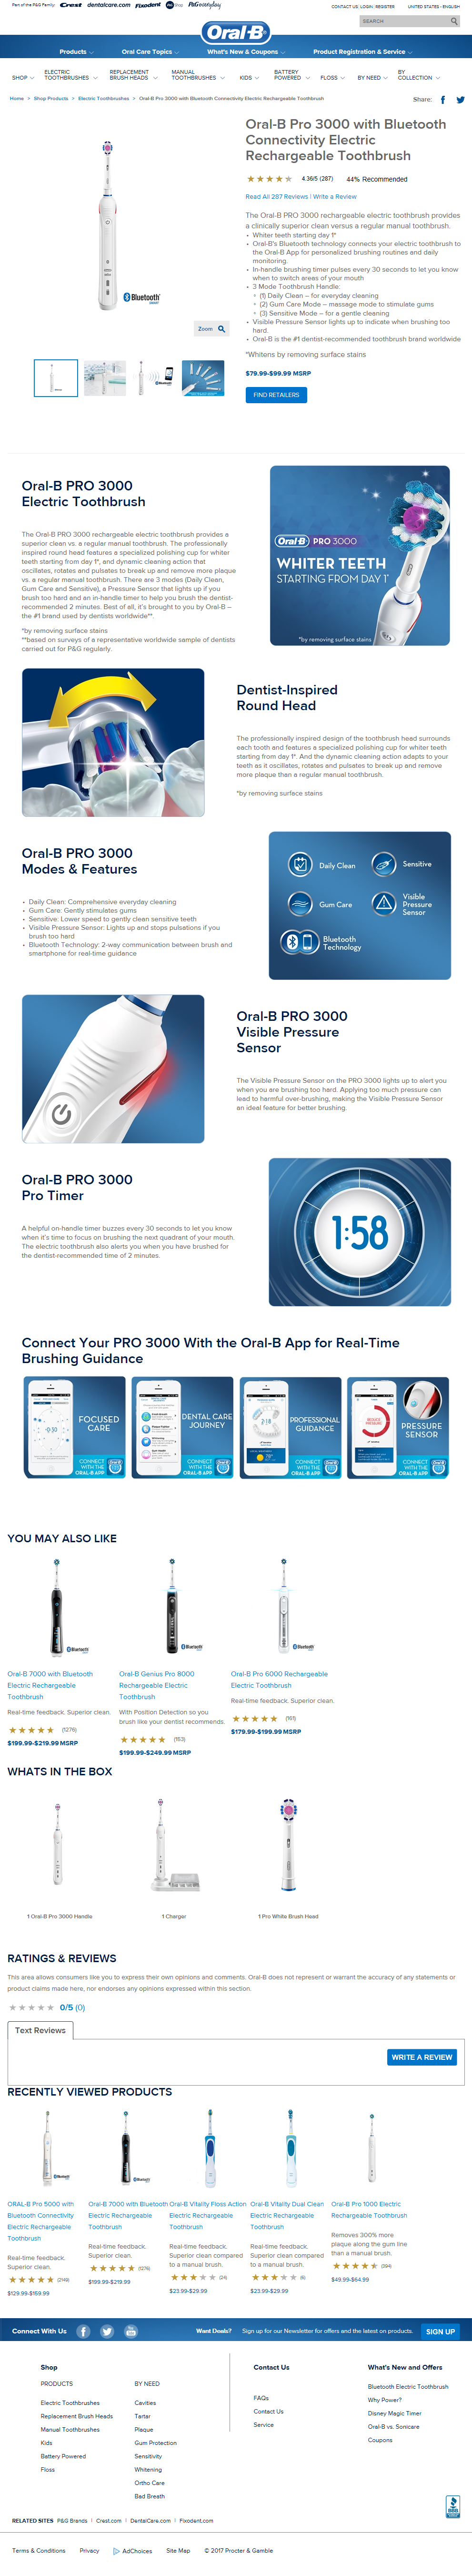 Part of the P&G Family: Crest dentalcare.com Fixodent P&G Shop P&G everyday
CONTACT US LOGIN REGISTER UNITED STATES - ENGLISH
SEARCH
Oral-B
Products Oral Care Topics What's New & Coupons Product Registration & Service
SHOP ELECTRIC TOOTHBRUSHES REPLACEMENT BRUSH HEADS MANUAL TOOTHBRUSHES KIDS BATTERY POWERED FLOSS BY NEED BY COLLECTION
Home > Shop Products > Electric Toothbrushes > Oral-B Pro 3000 with Bluetooth Connectivity Electric Rechargeable Toothbrush
Share:
Oral-B Pro 3000 with Bluetooth
Connectivity Electric
Rechargeable Toothbrush
4.36/5 (287) 44% Recommended
Read All 287 Reviews | Write a Review
The Oral-B PRO 3000 rechargeable electric toothbrush provides
a clinically superior clean versus a regular manual toothbrush.
• Whiter teeth starting day 1*
• Oral-B's Bluetooth technology connects your electric toothbrush to
the Oral-B App for personalized brushing routines and daily
monitoring.
• In-handle brushing timer pulses every 30 seconds to let you know
when to switch areas of your mouth
• 3 Mode Toothbrush Handle:
(1) Daily Clean – for everyday cleaning
(2) Gum Care Mode – massage mode to stimulate gums
(3) Sensitive Mode – for a gentle cleaning
• Visible Pressure Sensor lights up to indicate when brushing too
hard.
• Oral-B is the #1 dentist-recommended toothbrush brand worldwide
*Whitens by removing surface stains
$79.99-$99.99 MSRP
FIND RETAILERS
Bluetooth
Zoom
Oral-B PRO 3000
Electric Toothbrush
The Oral-B PRO 3000 rechargeable electric toothbrush provides a
superior clean vs. a regular manual toothbrush. The professionally
inspired round head features a specialized polishing cup for whiter
teeth starting from day 1*, and dynamic cleaning action that
oscillates, rotates and pulsates to break up and remove more plaque
vs. a regular manual toothbrush. There are 3 modes (Daily Clean,
Gum Care and Sensitive), a Pressure Sensor that lights up if you
brush too hard and an in-handle timer to help you brush the dentist-
recommended 2 minutes. Best of all, it's brought to you by Oral-B –
the #1 brand used by dentists worldwide**.
*by removing surface stains
**based on surveys of a representative worldwide sample of dentists
carried out for P&G regularly.
Oral-B PRO 3000
WHITER TEETH
STARTING FROM DAY 1*
*by removing surface stains
Dentist-Inspired
Round Head
The professionally inspired design of the toothbrush head surrounds
each tooth and features a specialized polishing cup for whiter teeth
starting from day 1*. And the dynamic cleaning action adapts to your
teeth as it oscillates, rotates and pulsates to break up and remove
more plaque than a regular manual toothbrush.
*by removing surface stains
Oral-B PRO 3000
Modes & Features
• Daily Clean: Comprehensive everyday cleaning
• Gum Care: Gently stimulates gums
• Sensitive: Lower speed to gently clean sensitive teeth
• Visible Pressure Sensor: Lights up and stops pulsations if you
brush too hard
• Bluetooth Technology: 2-way communication between brush and
smartphone for real-time guidance
Daily Clean
Sensitive
Gum Care
Visible
Pressure
Sensor
Bluetooth
Technology
Oral-B PRO 3000
Visible Pressure
Sensor
The Visible Pressure Sensor on the PRO 3000 lights up to alert you
when you are brushing too hard. Applying too much pressure can
lead to harmful over-brushing, making the Visible Pressure Sensor
an ideal feature for better brushing.
Oral-B PRO 3000
Pro Timer
A helpful on-handle timer buzzes every 30 seconds to let you know
when it's time to focus on brushing the next quadrant of your mouth.
The electric toothbrush also alerts you when you have brushed for
the dentist-recommended time of 2 minutes.
1:58
Connect Your PRO 3000 With the Oral-B App for Real-Time
Brushing Guidance
FOCUSED
CARE
CONNECT
WITH THE
ORAL-B APP
DENTAL CARE
JOURNEY
CONNECT
WITH THE
ORAL-B APP
PROFESSIONAL
GUIDANCE
CONNECT
WITH THE
ORAL-B APP
PRESSURE
SENSOR
CONNECT
WITH THE
ORAL-B APP
YOU MAY ALSO LIKE
Oral-B 7000 with Bluetooth
Electric Rechargeable
Toothbrush
Real-time feedback. Superior clean.
(1276)
$199.99-$219.99 MSRP
Oral-B Genius Pro 8000
Rechargeable Electric
Toothbrush
With Position Detection so you
brush like your dentist recommends.
(153)
$199.99-$249.99 MSRP
Oral-B Pro 6000 Rechargeable
Electric Toothbrush
Real-time feedback. Superior clean.
(161)
$179.99-$199.99 MSRP
WHATS IN THE BOX
1 Oral-B Pro 3000 Handle
1 Charger
1 Pro White Brush Head
RATINGS & REVIEWS
This area allows consumers like you to express their own opinions and comments. Oral-B does not represent or warrant the accuracy of any statements or
product claims made here, nor endorses any opinions expressed within this section.
0/5 (0)
Text Reviews
WRITE A REVIEW
RECENTLY VIEWED PRODUCTS
ORAL-B Pro 5000 with
Bluetooth Connectivity
Electric Rechargeable
Toothbrush
Real-time feedback.
Superior clean.
(2149)
$129.99-$159.99
Oral-B 7000 with Bluetooth
Electric Rechargeable
Toothbrush
Real-time feedback.
Superior clean.
(1276)
$199.99-$219.99
Oral-B Vitality Floss Action
Electric Rechargeable
Toothbrush
Real-time feedback.
Superior clean compared
to a manual brush.
(24)
$23.99-$29.99
Oral-B Vitality Dual Clean
Electric Rechargeable
Toothbrush
Real-time feedback.
Superior clean compared
to a manual brush.
$23.99-$29.99
Oral-B Pro 1000 Electric
Rechargeable Toothbrush
Removes 300% more
plaque along the gum line
than a manual brush.
(394)
$49.99-$64.99
Connect With Us
Want Deals? Sign up for our Newsletter for offers and the latest on products. SIGN UP
Shop
PRODUCTS
Electric Toothbrushes
Replacement Brush Heads
Manual Toothbrushes
Kids
Battery Powered
Floss
BY NEED
Cavities
Tartar
Plaque
Gum Protection
Sensitivity
Whitening
Ortho Care
Bad Breath
Contact Us
FAQs
Contact Us
Service
What's New and Offers
Bluetooth Electric Toothbrush
Why Power?
Disney Magic Timer
Oral-B vs. Sonicare
Coupons
BBB
RELATED SITES P&G Brands | Crest.com | DentalCare.com | Fixodent.com
Terms & Conditions Privacy AdChoices Site Map © 2017 Procter & Gamble